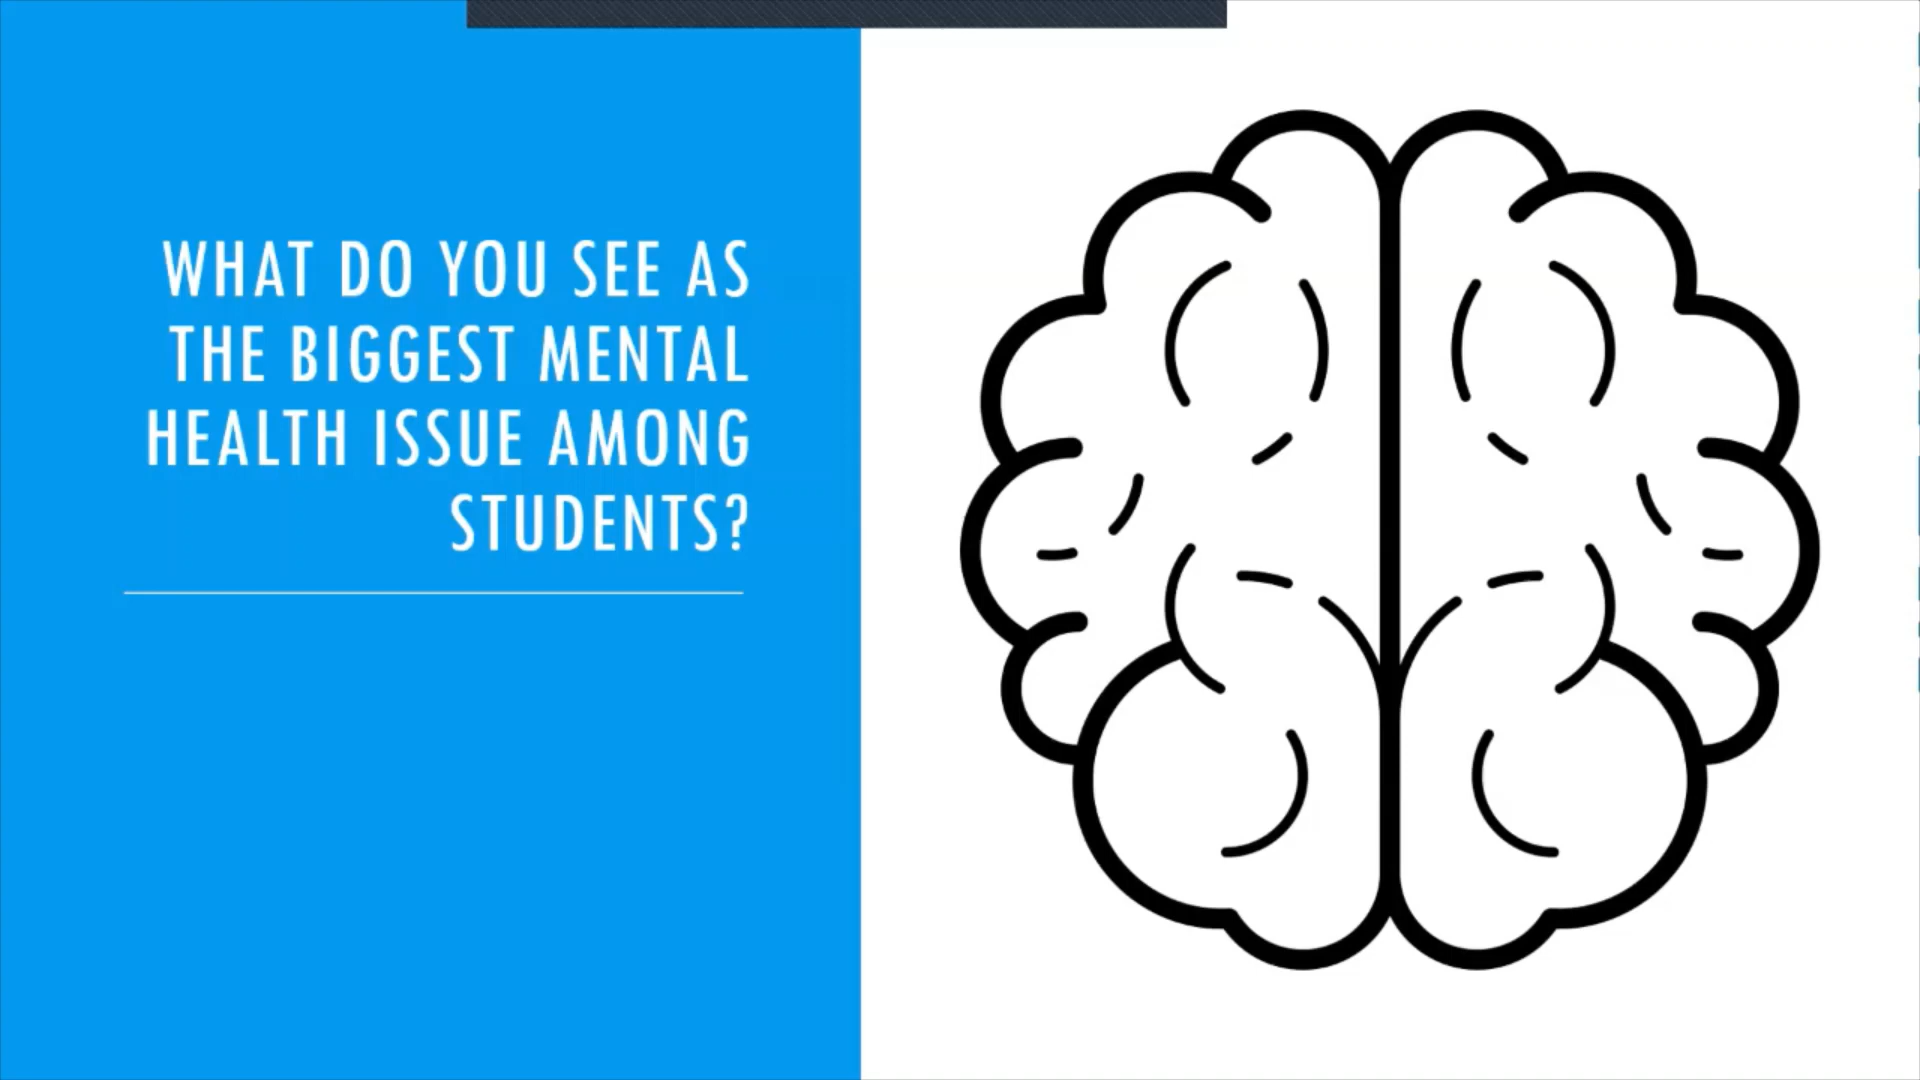 WHAT DO YOU SEE AS
THE BIGGEST MENTAL
HEALTH ISSUE AMONG
STUDENTS?